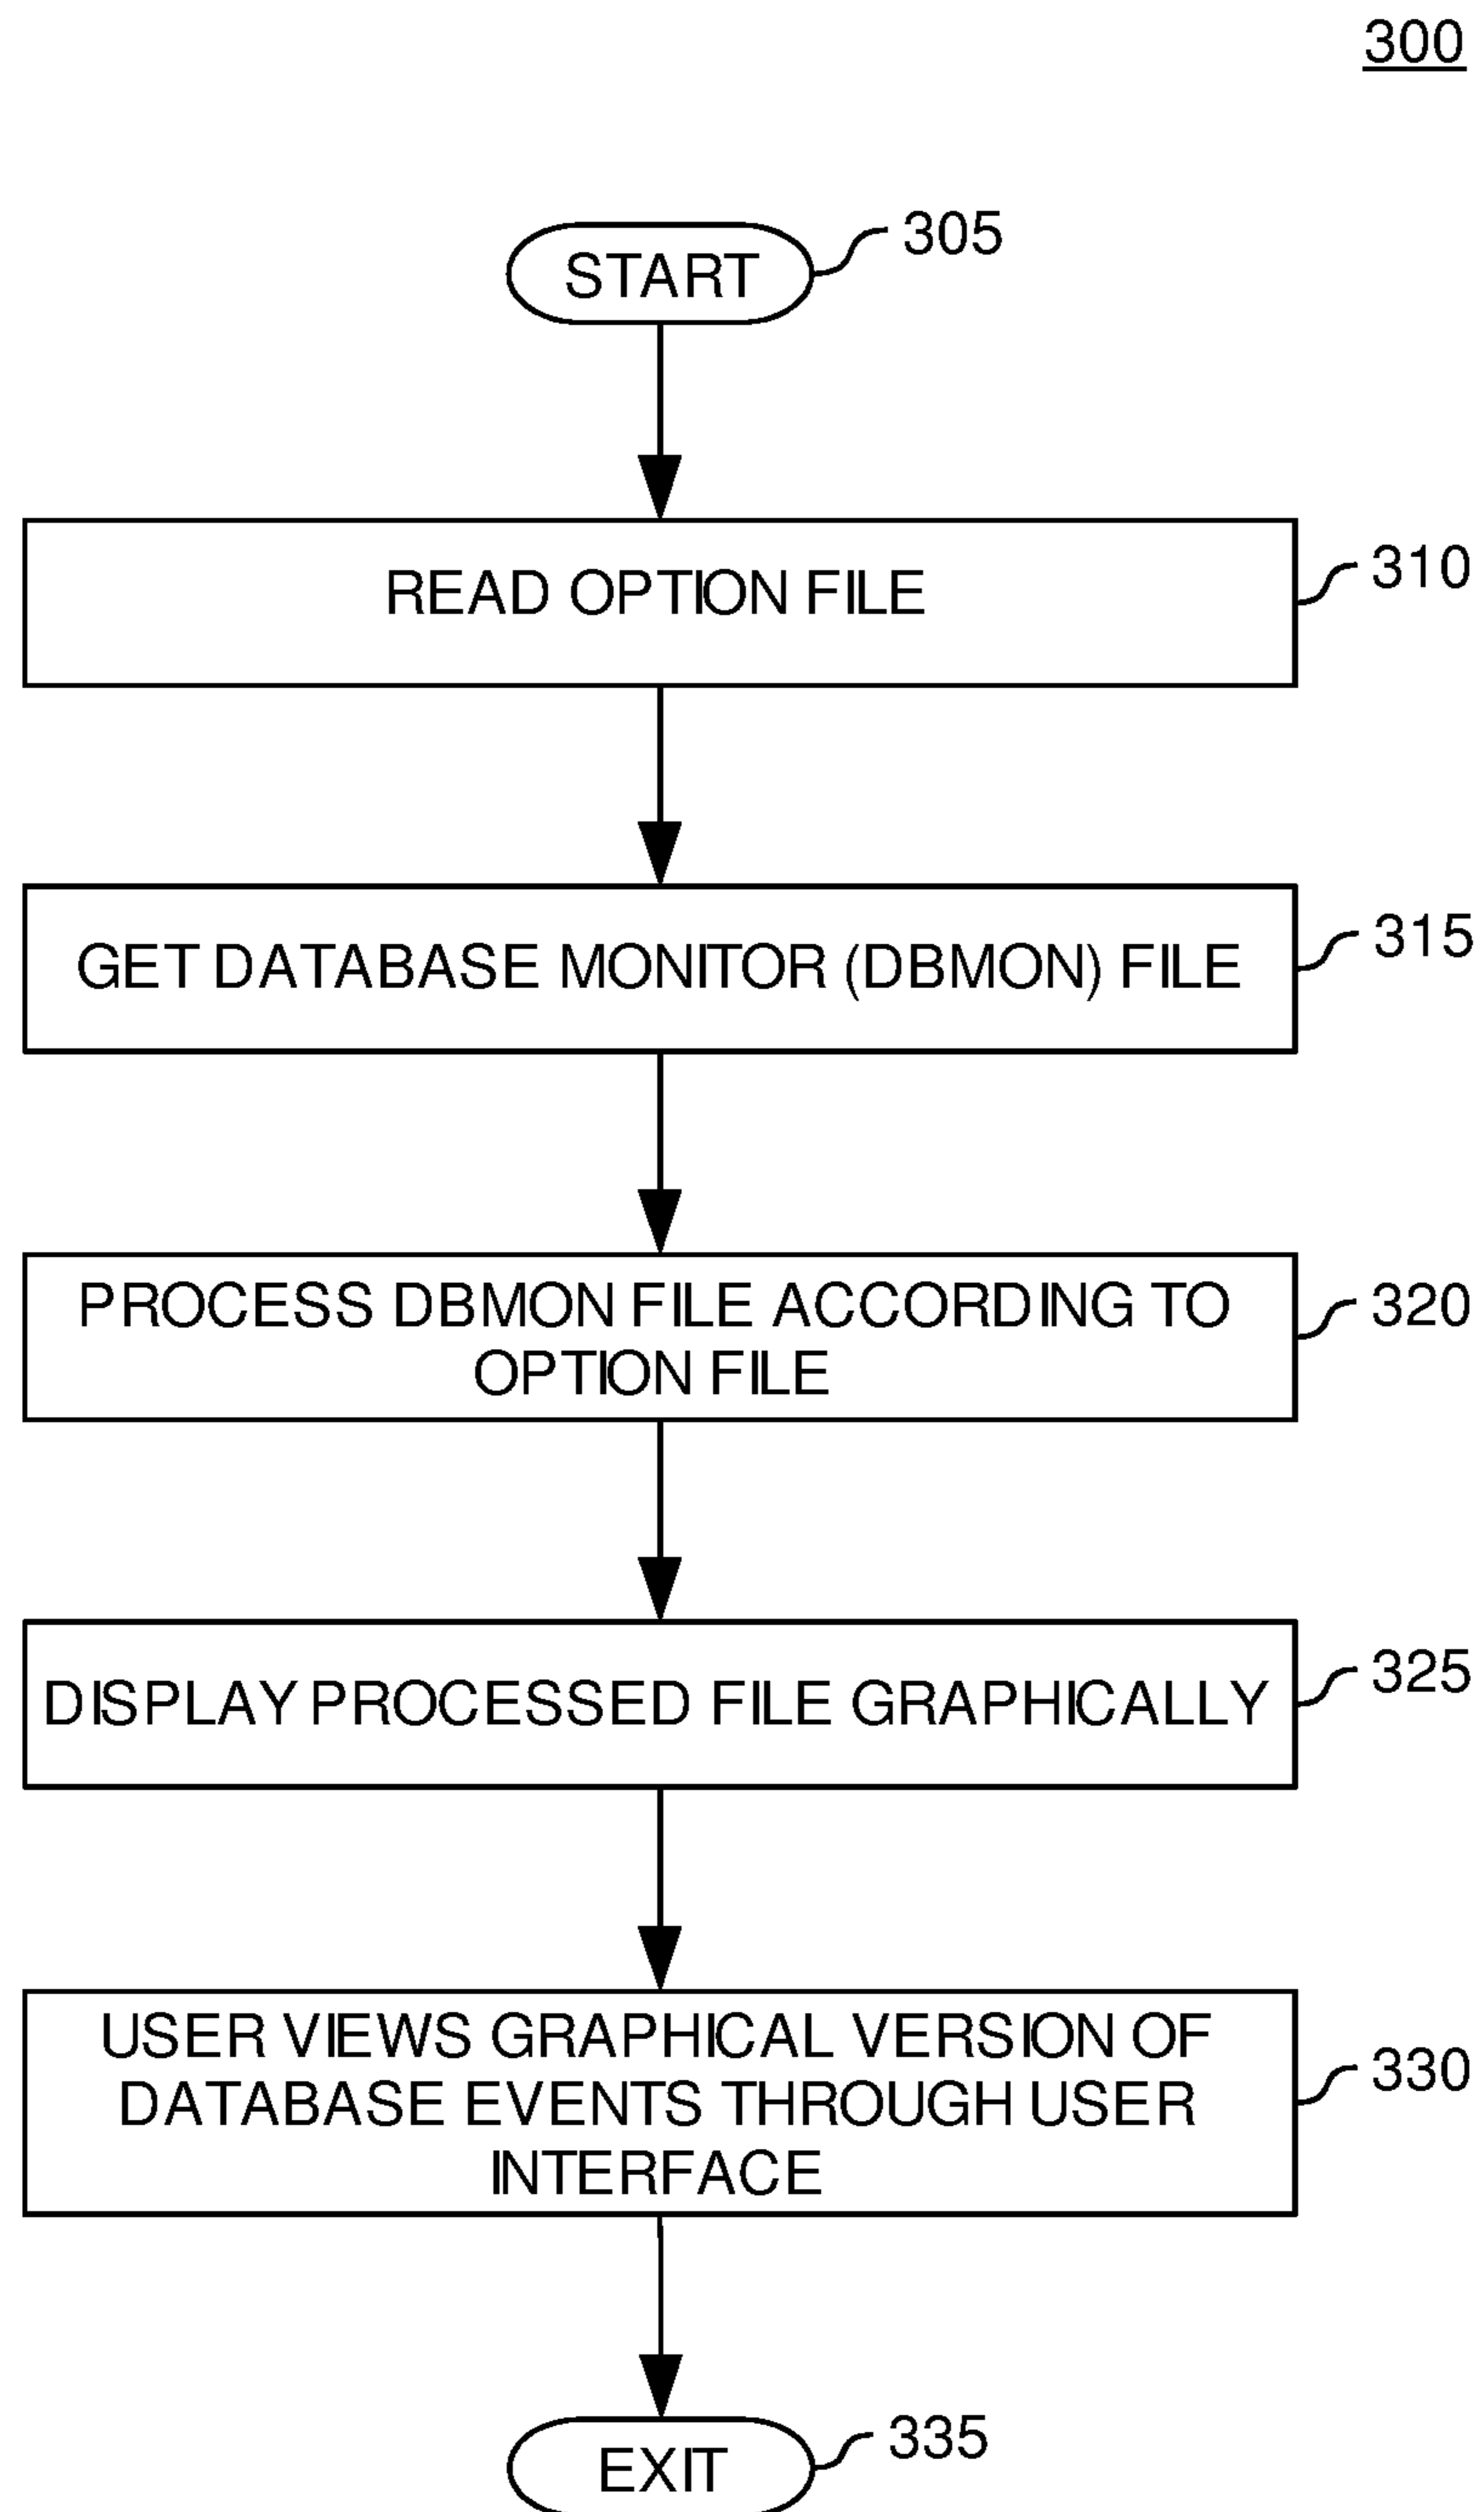 300
START
305
READ OPTION FILE
310
GET DATABASE MONITOR (DBMON) FILE
315
PROCESS DBMON FILE ACCORDING TO
OPTION FILE
320
DISPLAY PROCESSED FILE GRAPHICALLY
325
USER VIEWS GRAPHICAL VERSION OF
DATABASE EVENTS THROUGH USER
INTERFACE
330
EXIT
335